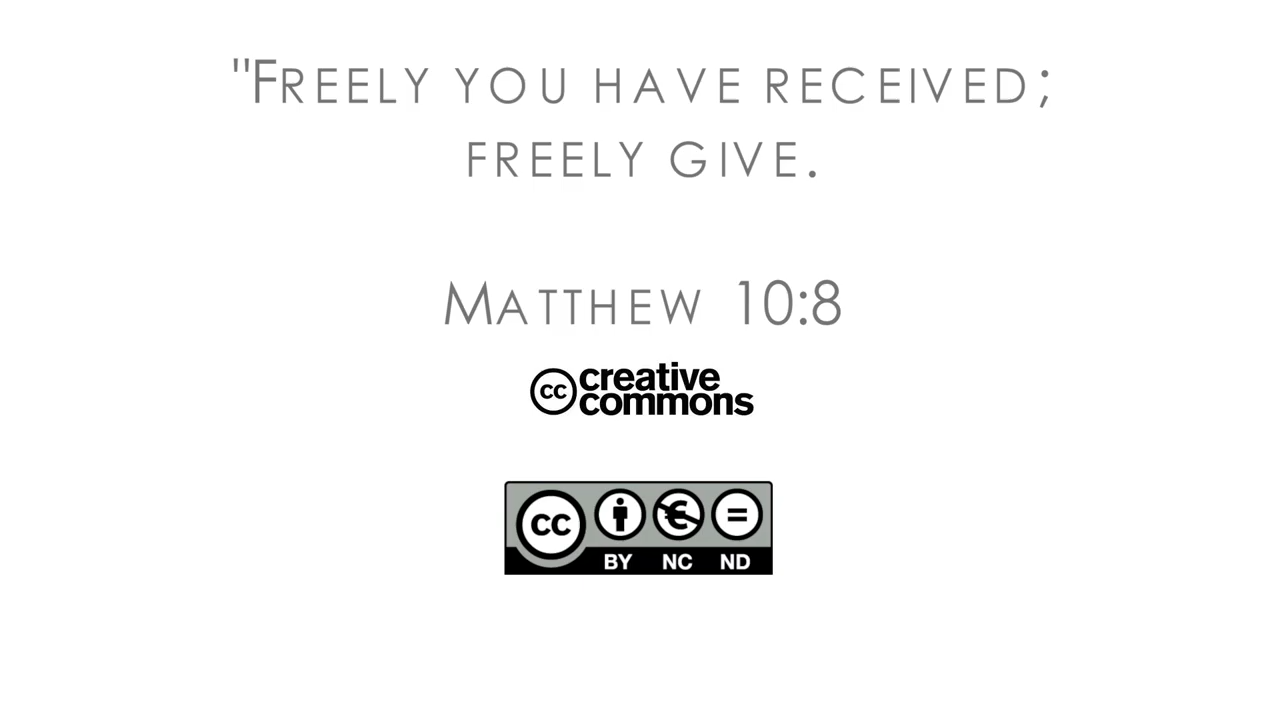 "FREELY YOU HAVE RECEIVED;
FREELY GIVE.
MATTHEW 10:8
cc creative
commons
cc
BY NC ND